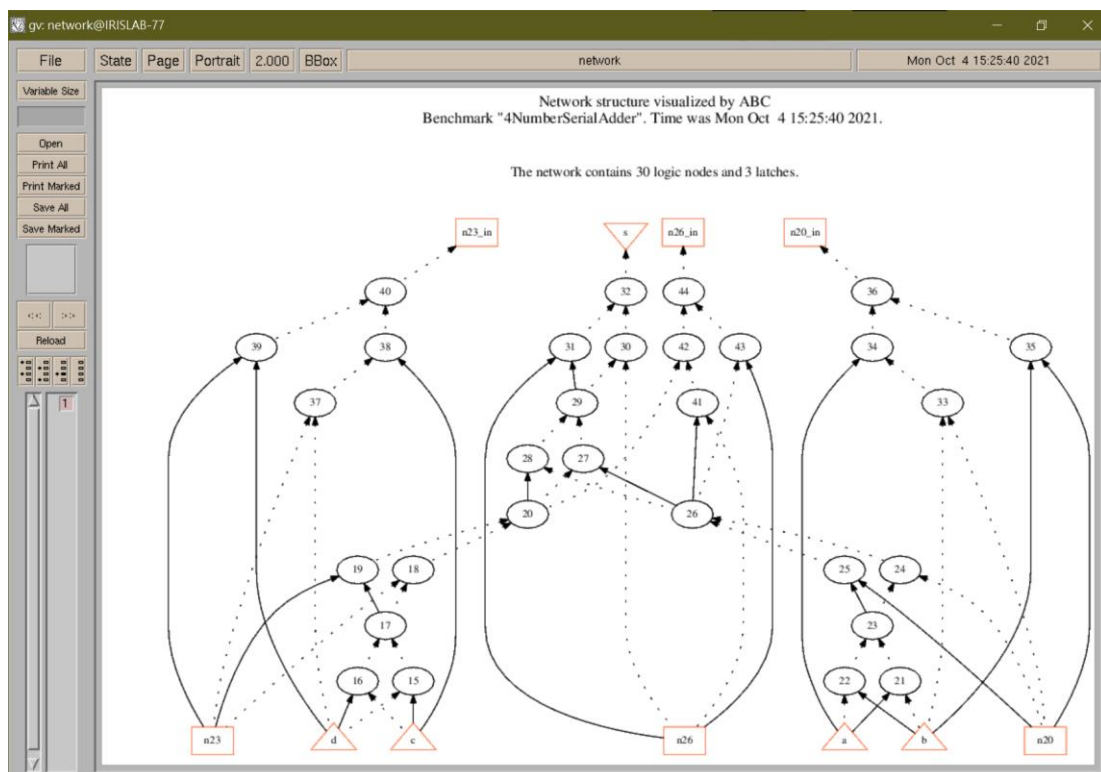 gv: network@IRISLAB-77
File State Page Portrait 2.000 BBox network Mon Oct 4 15:25:40 2021
Variable Size
Open
Print All
Print Marked
Save All
Save Marked
<< >>
Reload
1
Network structure visualized by ABC
Benchmark "4NumberSerialAdder". Time was Mon Oct 4 15:25:40 2021.
The network contains 30 logic nodes and 3 latches.
n23_in s n26_in n20_in
40 32 44 36
39 38 31 30 42 43 34 35
37 29 41 33
28 27
20 26
19 18 25 24
17 23
16 15 22 21
n23 d c n26 a b n20